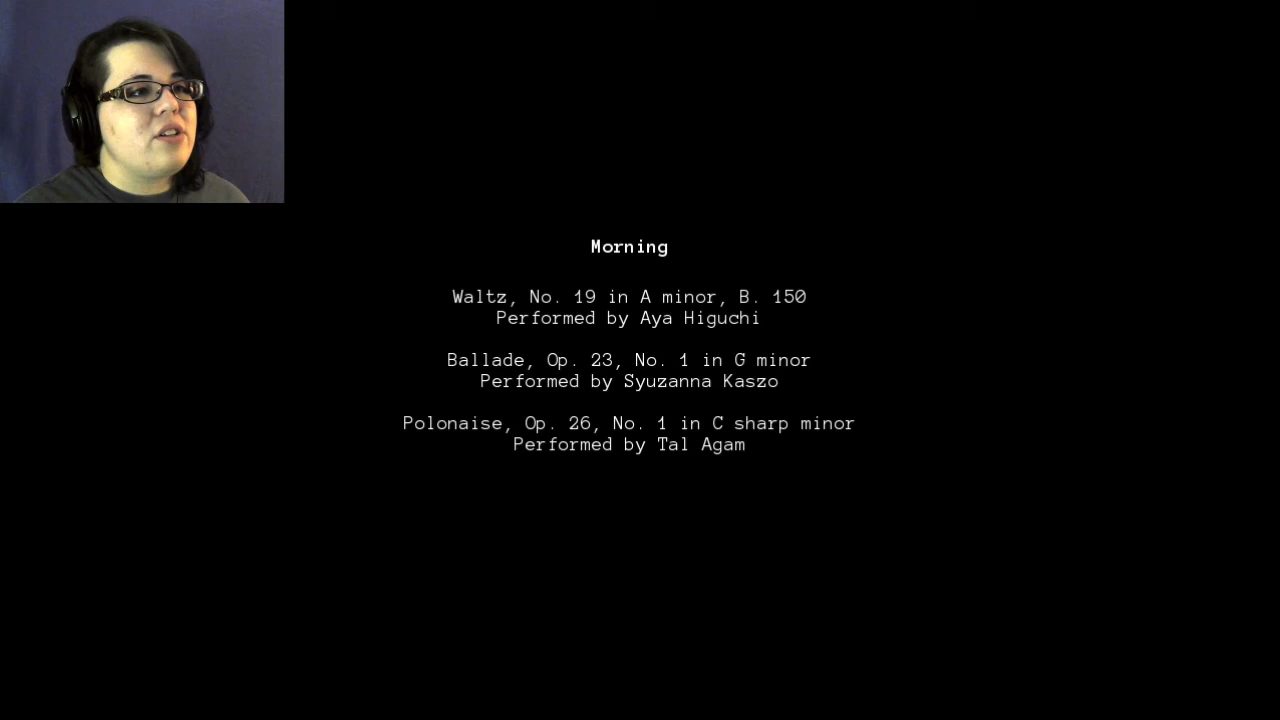 Morning
Waltz, No. 19 in A minor, B. 150
Performed by Aya Higuchi
Ballade, Op. 23, No. 1 in G minor
Performed by Syuzanna Kaszo
Polonaise, Op. 26, No. 1 in C sharp minor
Performed by Tal Agam